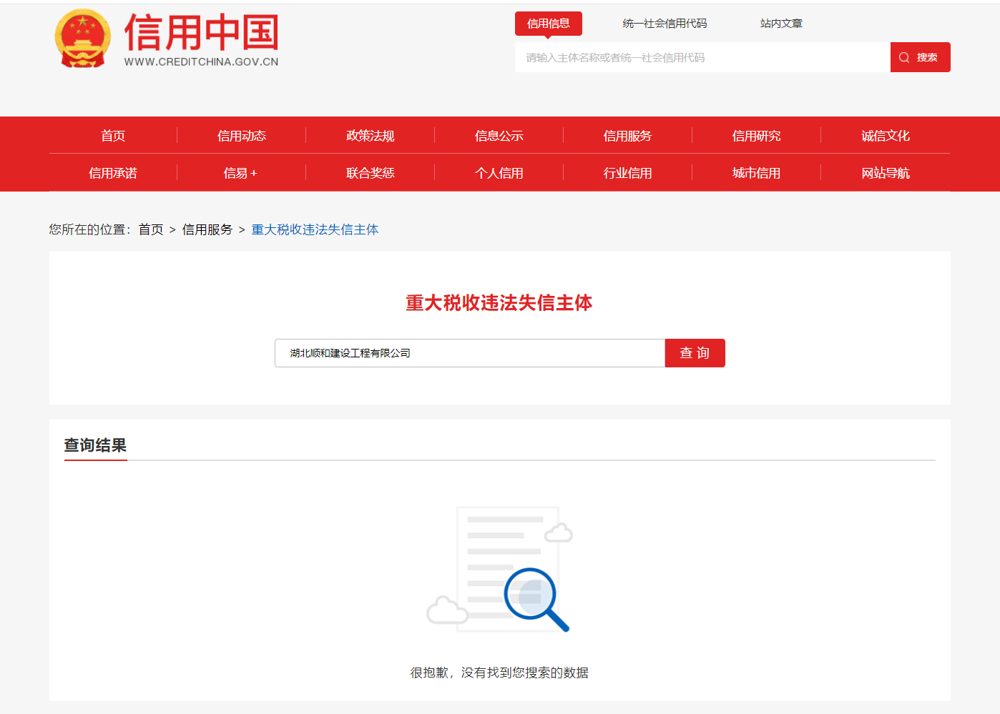 信用中国
WWW.CREDITCHINA.GOV.CN
信用信息 统一社会信用代码 站内文章
请输入主体名称或者统一社会信用代码 搜索
首页 信用动态 政策法规 信息公示 信用服务 信用研究 诚信文化
信用承诺 信易+ 联合奖惩 个人信用 行业信用 城市信用 网站导航
您所在的位置：首页 > 信用服务 > 重大税收违法失信主体
重大税收违法失信主体
湖北顺和建设工程有限公司 查 询
查询结果
很抱歉，没有找到您搜索的数据